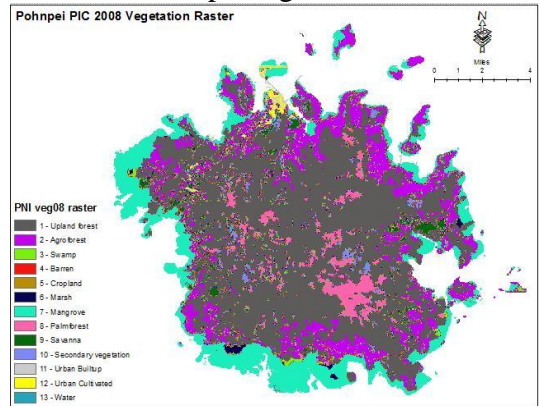 Pohnpei PIC 2008 Vegetation Raster
N
Miles
0 1 2 4
PNI veg08 raster
1 - Upland forest
2 - Agroforest
3 - Swamp
4 - Barren
5 - Cropland
6 - Marsh
7 - Mangrove
8 - Palmforest
9 - Savanna
10 - Secondary vegetation
11 - Urban Builtup
12 - Urban Cultivated
13 - Water